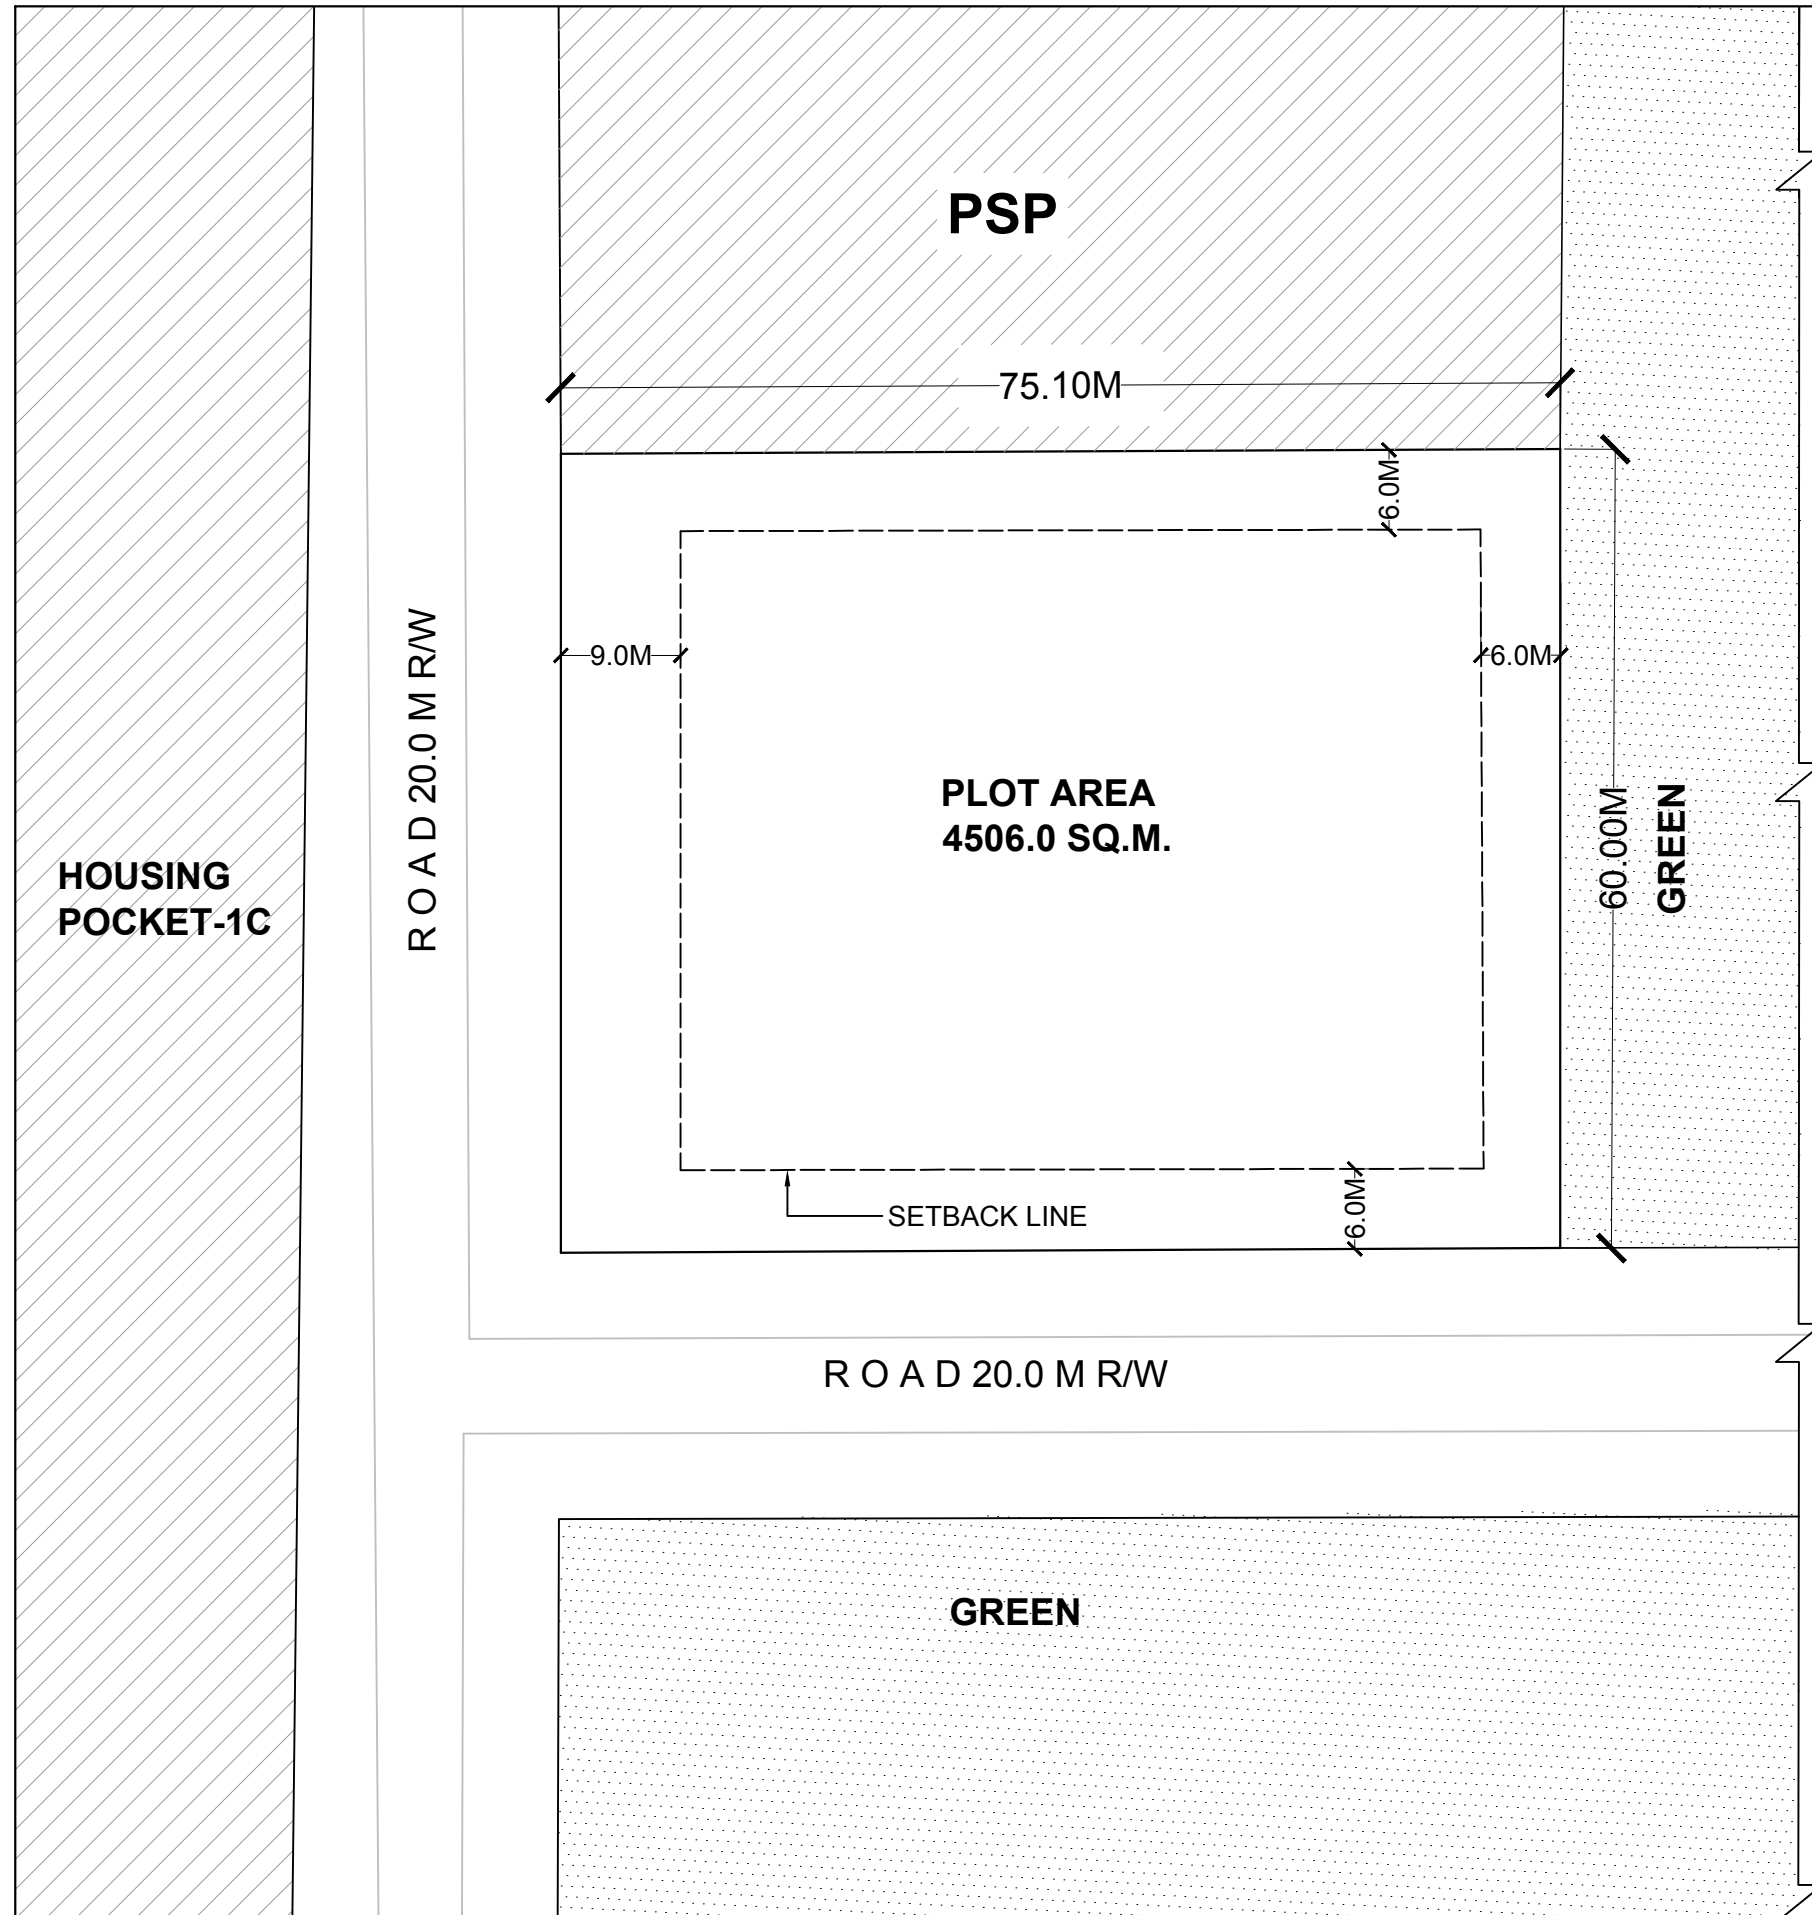 PSP
75.10M
6.0M
9.0M
6.0M
R O A D 20.0 M R/W
PLOT AREA
4506.0 SQ.M.
60.00M
GREEN
HOUSING
POCKET-1C
SETBACK LINE
6.0M
R O A D 20.0 M R/W
GREEN